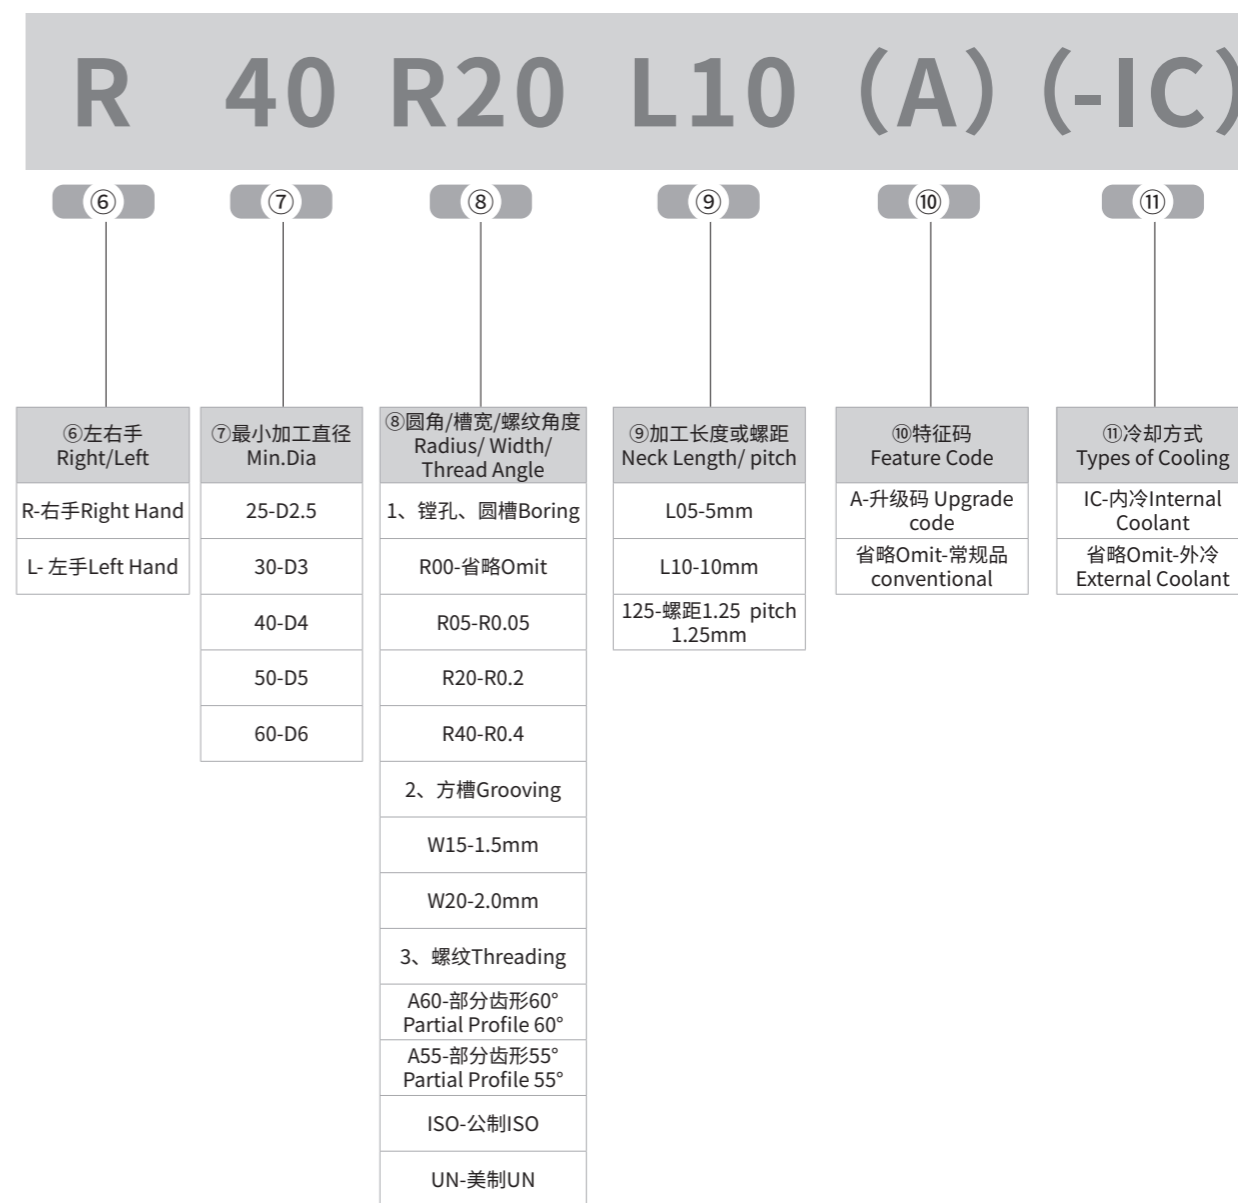 R 40 R20 L10 (A) (-IC)
⑥ ⑦ ⑧ ⑨ ⑩ ⑪
⑥左右手
Right/Left
R-右手Right Hand
L- 左手Left Hand
⑦最小加工直径
Min.Dia
25-D2.5
30-D3
40-D4
50-D5
60-D6
⑧圆角/槽宽/螺纹角度
Radius/ Width/
Thread Angle
1、镗孔、圆槽Boring
R00-省略Omit
R05-R0.05
R20-R0.2
R40-R0.4
2、方槽Grooving
W15-1.5mm
W20-2.0mm
3、螺纹Threading
A60-部分齿形60°
Partial Profile 60°
A55-部分齿形55°
Partial Profile 55°
ISO-公制ISO
UN-美制UN
⑨加工长度或螺距
Neck Length/ pitch
L05-5mm
L10-10mm
125-螺距1.25 pitch
1.25mm
⑩特征码
Feature Code
A-升级码 Upgrade
code
省略Omit-常规品
conventional
⑪冷却方式
Types of Cooling
IC-内冷Internal
Coolant
省略Omit-外冷
External Coolant